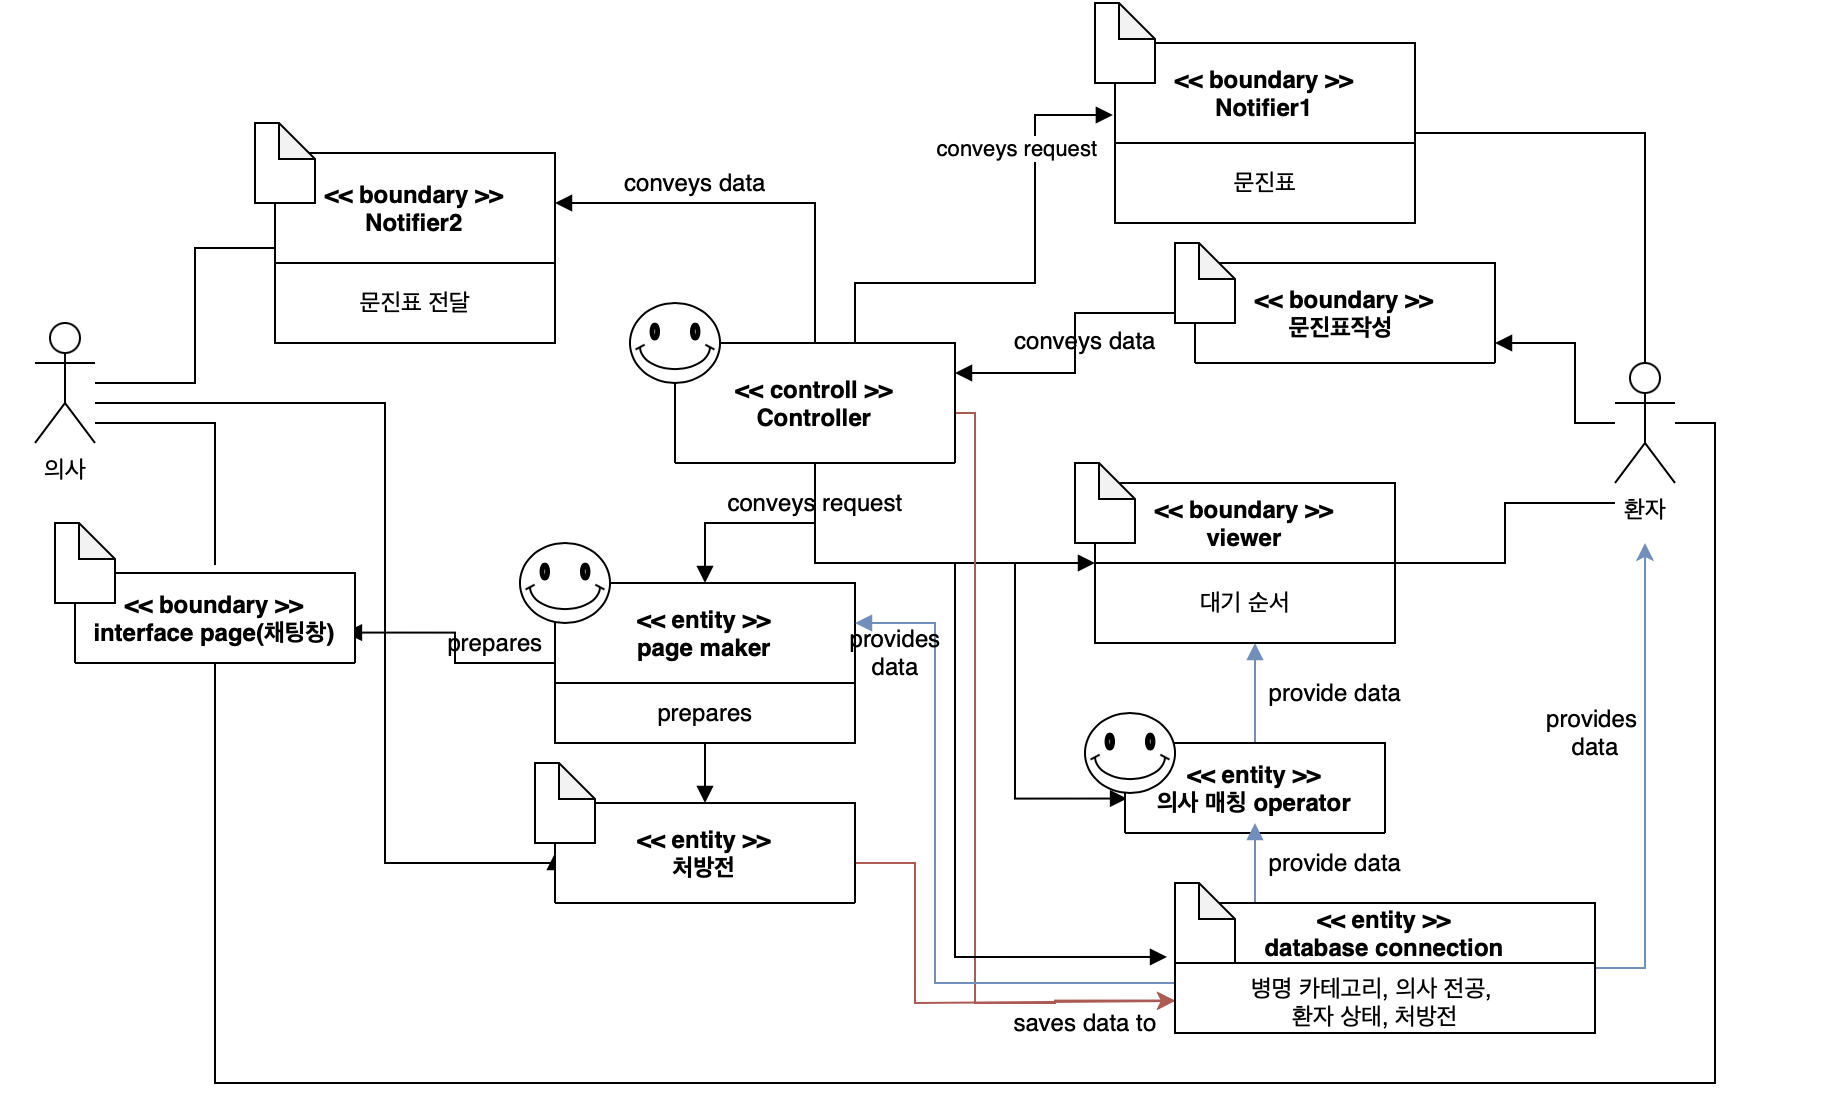 << boundary >>
Notifier1
문진표
conveys request
<< boundary >>
Notifier2
문진표 전달
conveys data
<< boundary >>
문진표작성
conveys data
<< controll >>
Controller
의사
환자
conveys request
<< boundary >>
viewer
대기 순서
<< boundary >>
interface page(채팅창)
prepares
<< entity >>
page maker
prepares
provides
data
provide data
provides
data
<< entity >>
의사 매칭 operator
<< entity >>
처방전
provide data
<< entity >>
database connection
병명 카테고리, 의사 전공,
환자 상태, 처방전
saves data to